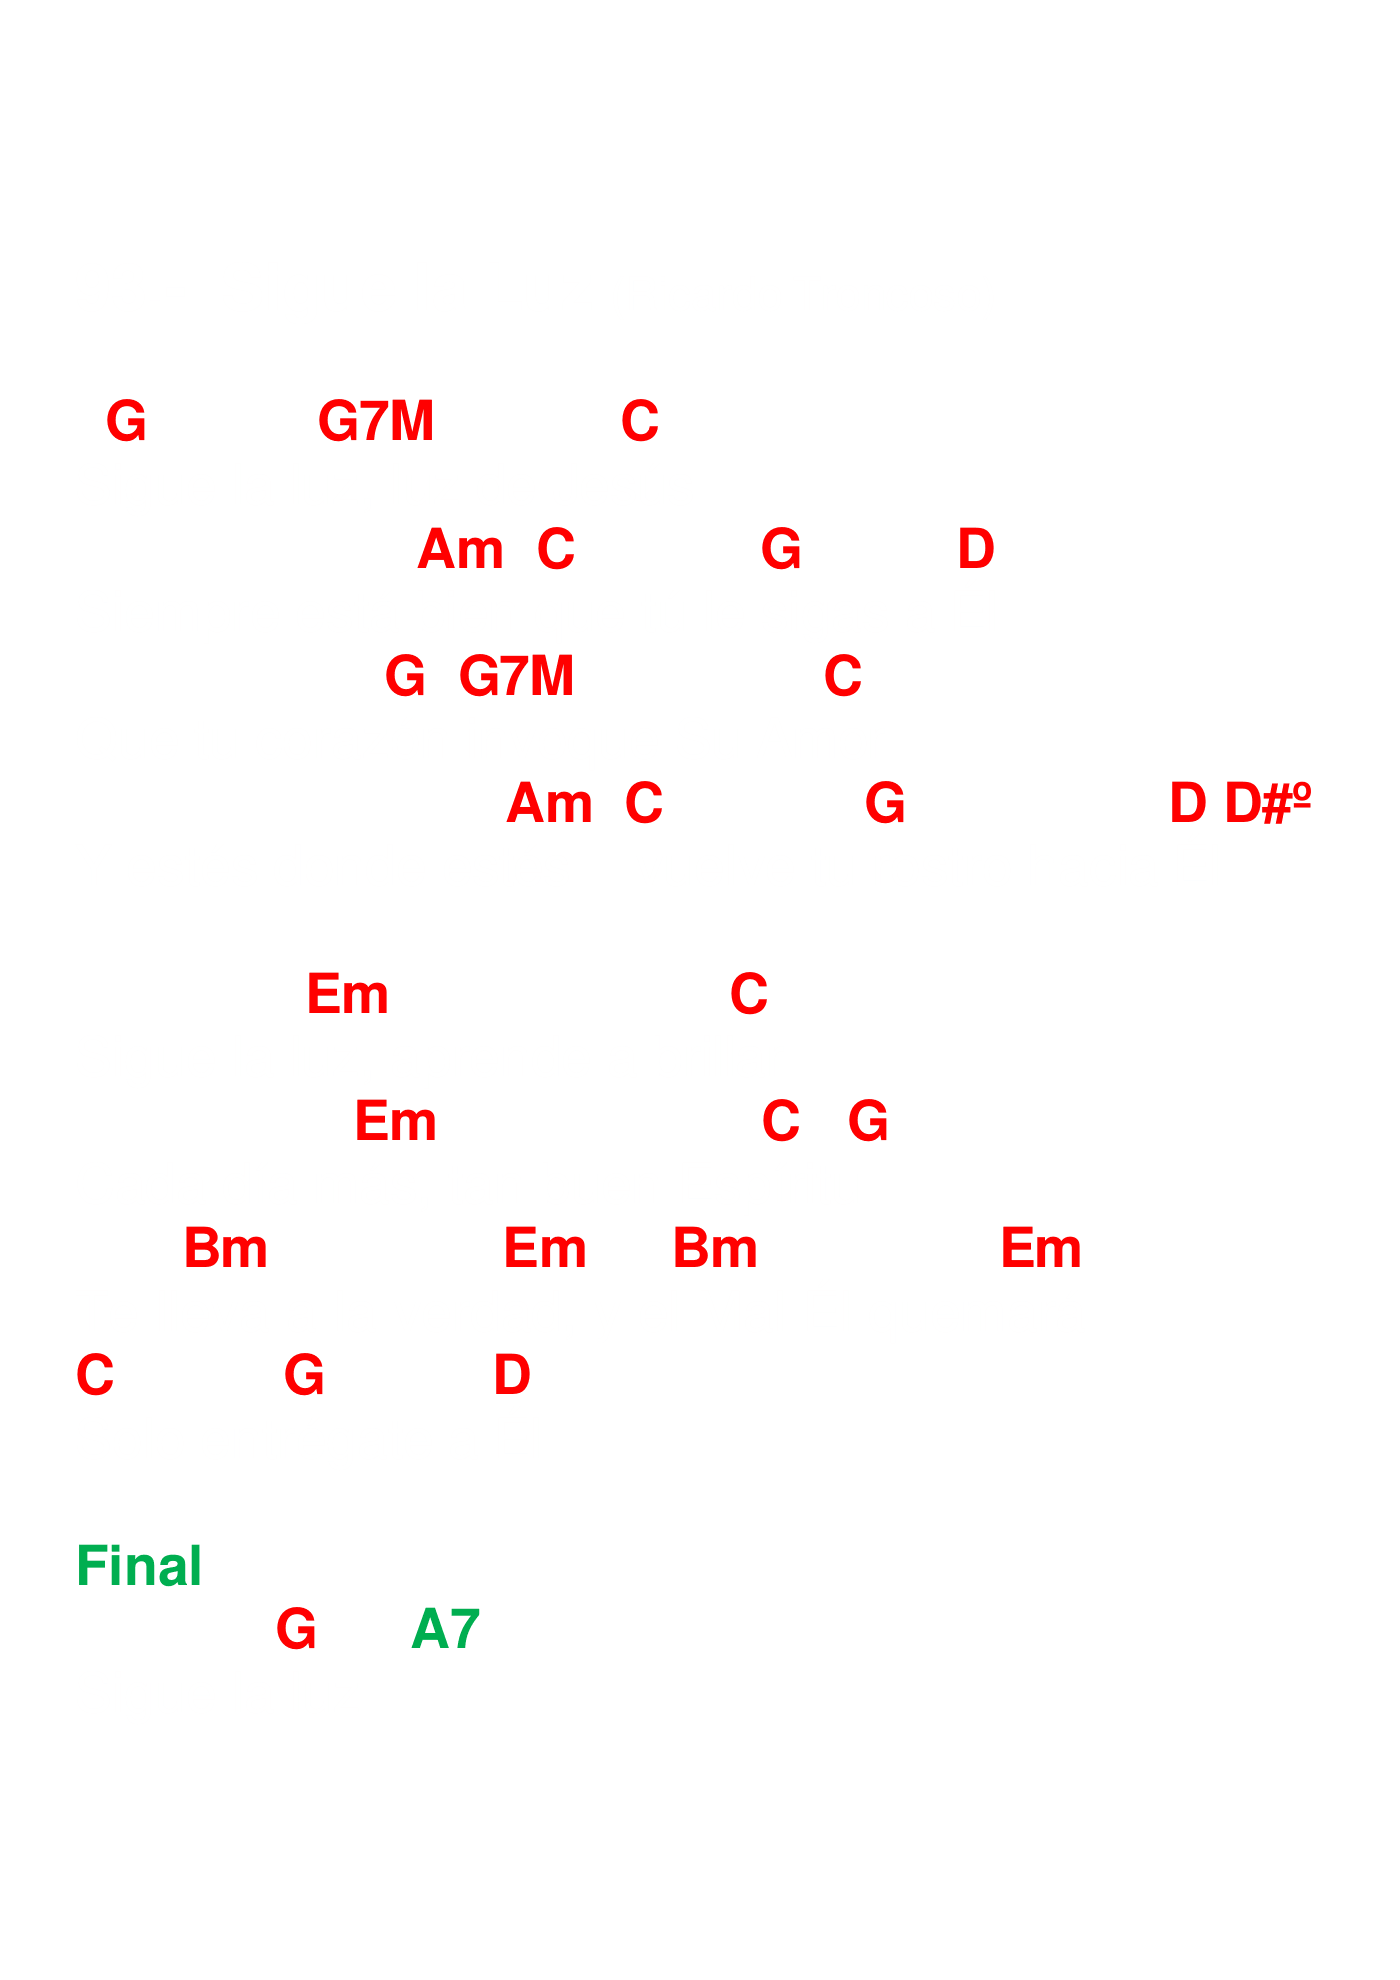 G G7M C
Am C G D
G G7M C
Am C G D D#º
Em C
Em C G
Bm Em Bm Em
C G D
Final
G A7